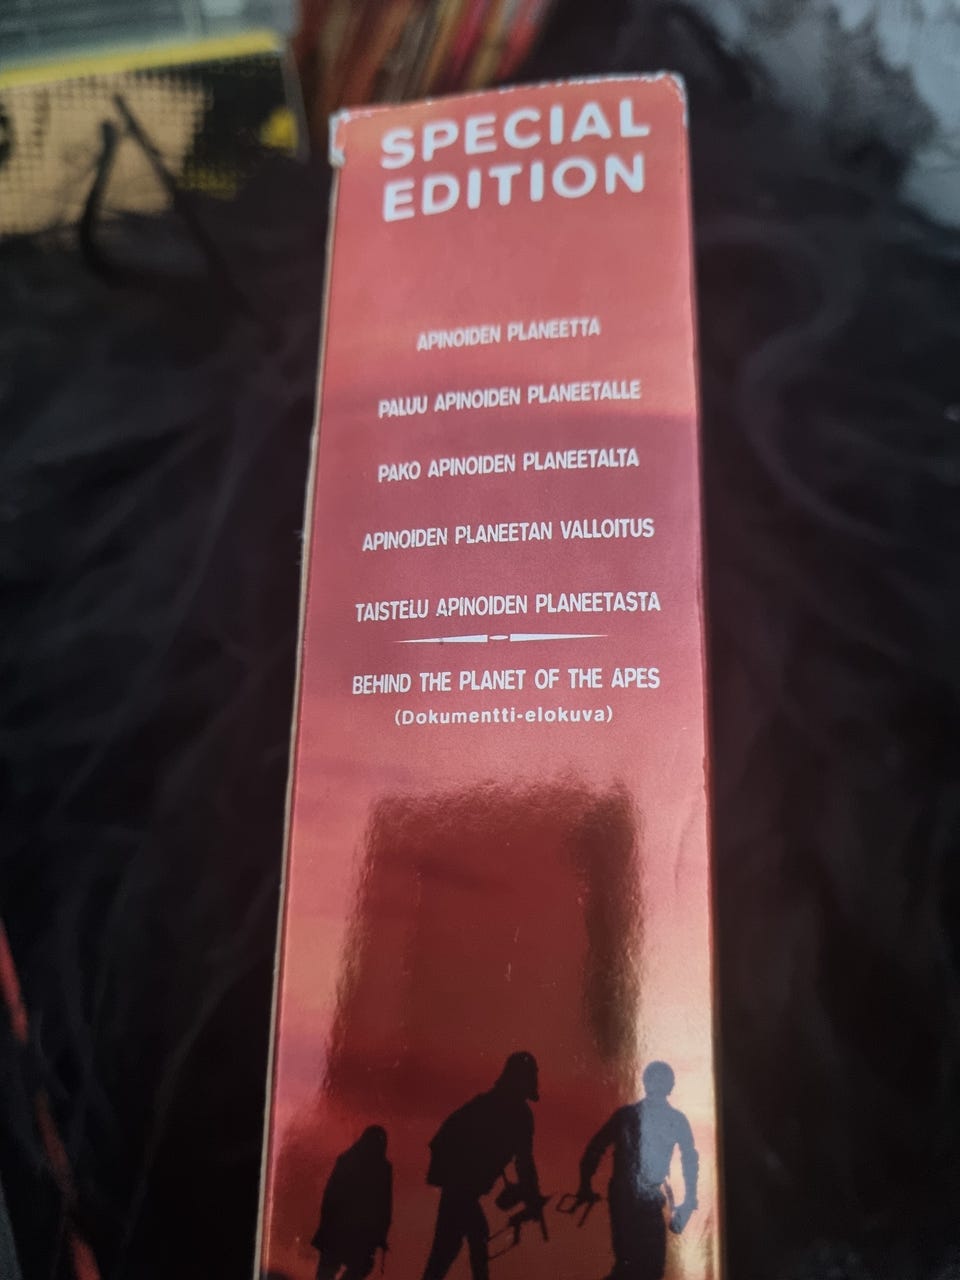 SPECIAL
EDITION
APINOIDEN PLANEETTA
PALUU APINOIDEN PLANEETALLE
PAKO APINOIDEN PLANEETALTA
APINOIDEN PLANEETAN VALLOITUS
TAISTELU APINOIDEN PLANEETASTA
BEHIND THE PLANET OF THE APES
(Dokumentti-elokuva)